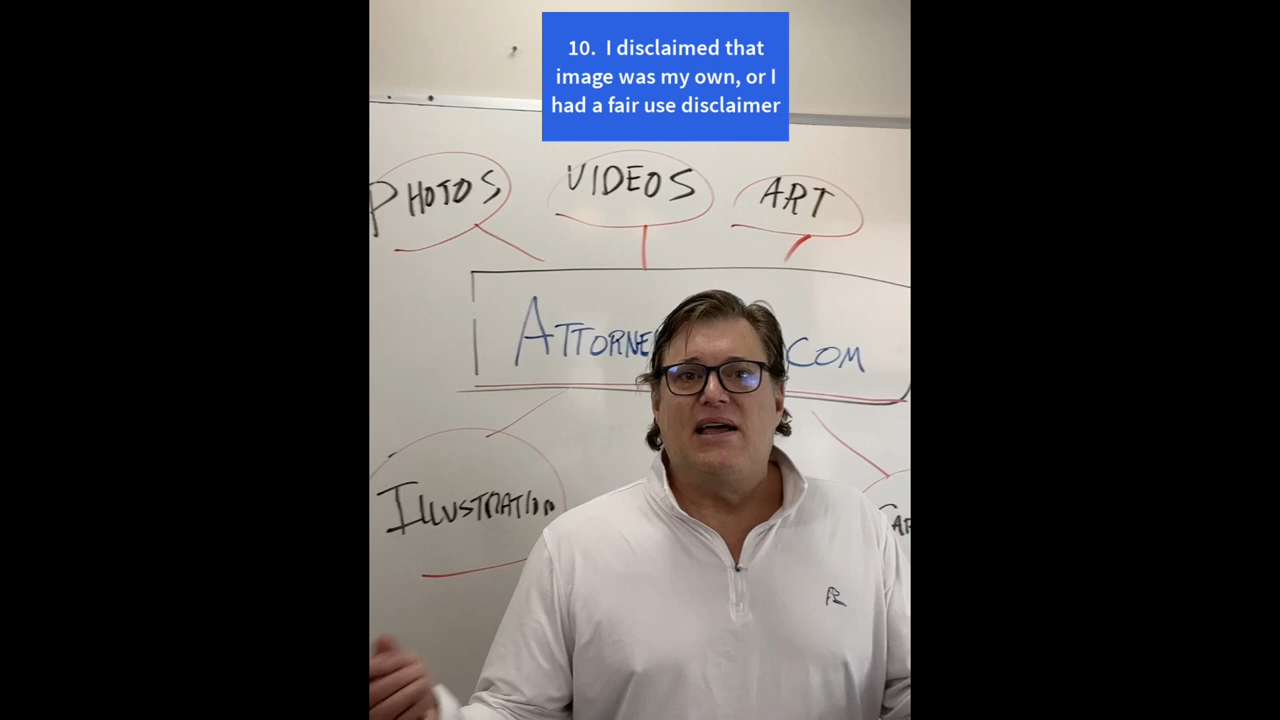 10. I disclaimed that
image was my own, or I
had a fair use disclaimer
PHOTOS VIDEOS ART
ATTORNE COM
ILLUSTRATION